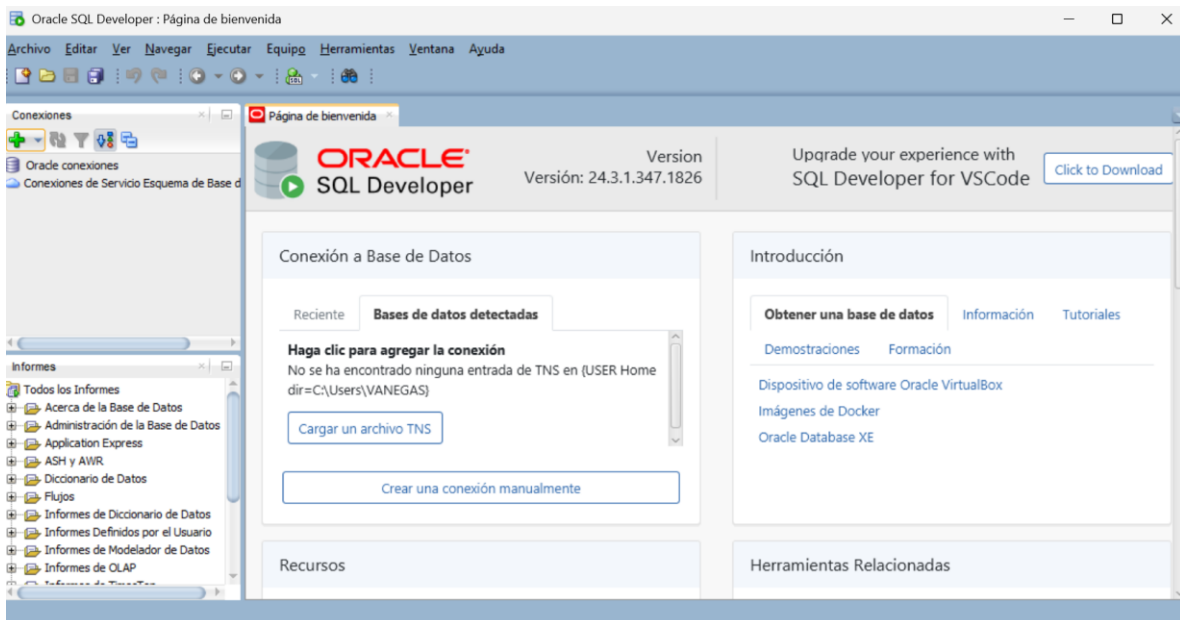 Oracle SQL Developer : Página de bienvenida
Archivo Editar Ver Navegar Ejecutar Equipo Herramientas Ventana Ayuda
Conexiones
Oracle conexiones
Conexiones de Servicio Esquema de Base d
Informes
Todos los Informes
Acerca de la Base de Datos
Administración de la Base de Datos
Application Express
ASH y AWR
Diccionario de Datos
Flujos
Informes de Diccionario de Datos
Informes Definidos por el Usuario
Informes de Modelador de Datos
Informes de OLAP
Página de bienvenida
ORACLE
SQL Developer
Version
Versión: 24.3.1.347.1826
Upgrade your experience with
SQL Developer for VSCode
Click to Download
Conexión a Base de Datos
Reciente Bases de datos detectadas
Haga clic para agregar la conexión
No se ha encontrado ninguna entrada de TNS en {USER Home
dir=C:\Users\VANEGAS}
Cargar un archivo TNS
Crear una conexión manualmente
Introducción
Obtener una base de datos Información Tutoriales
Demostraciones Formación
Dispositivo de software Oracle VirtualBox
Imágenes de Docker
Oracle Database XE
Recursos
Herramientas Relacionadas